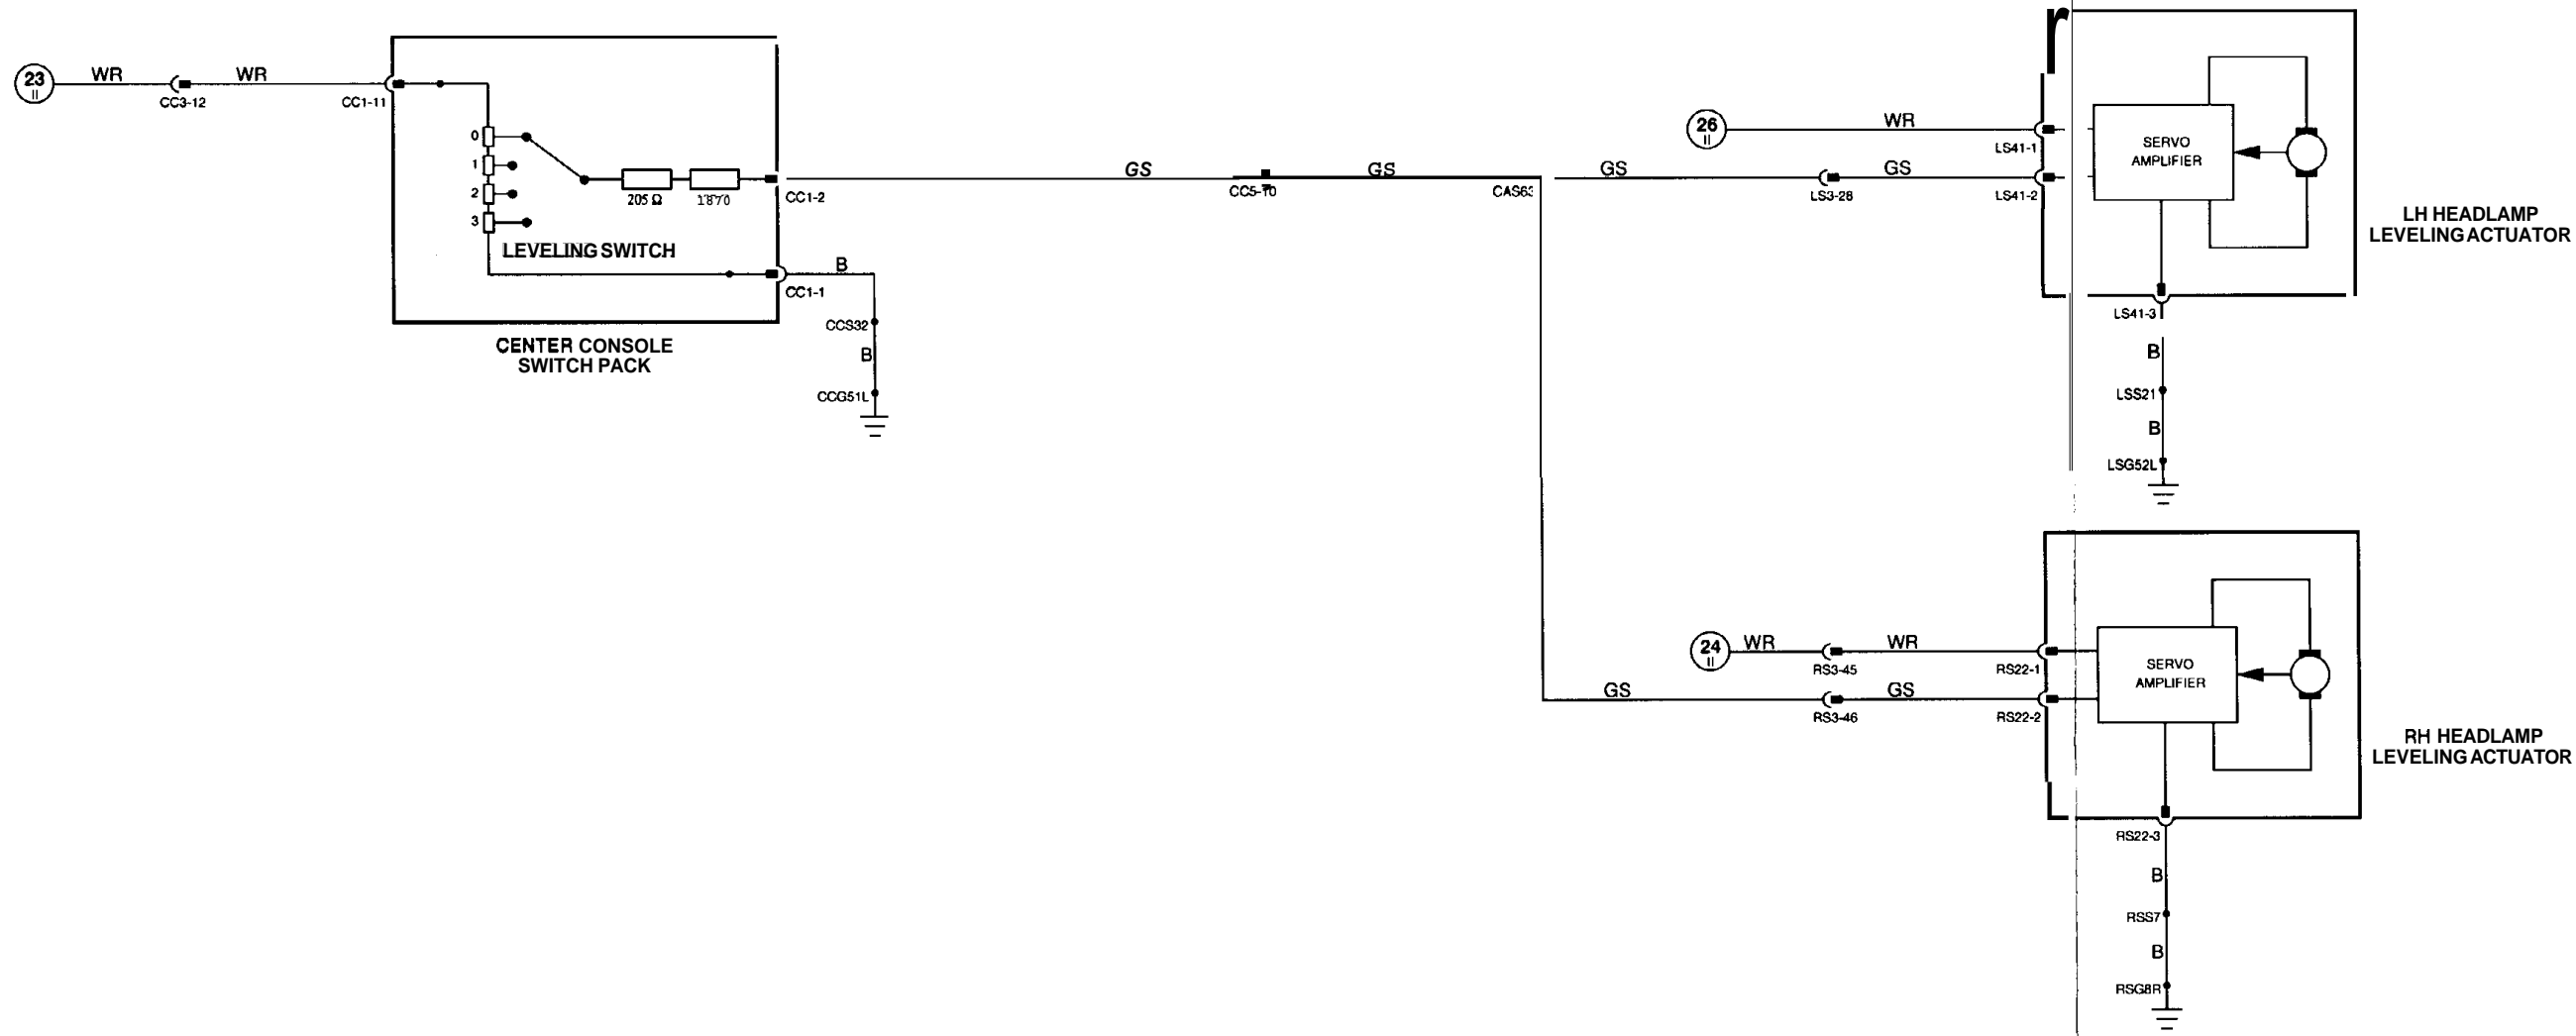 23
II
WR
CC3-12
WR
CC1-11
0
1
2
3
205 Ω
1870
LEVELING SWITCH
CC1-2
CC1-1
B
CCS32
B
CCG51L
CENTER CONSOLE
SWITCH PACK
GS
CC5-10
GS
CAS63
26
II
WR
LS41-1
GS
LS3-28
GS
LS41-2
SERVO
AMPLIFIER
LH HEADLAMP
LEVELING ACTUATOR
LS41-3
B
LSS21
B
LSG52L
24
II
WR
RS3-45
WR
RS22-1
GS
RS3-46
GS
RS22-2
SERVO
AMPLIFIER
RH HEADLAMP
LEVELING ACTUATOR
RS22-3
B
RSS7
B
RSG8R